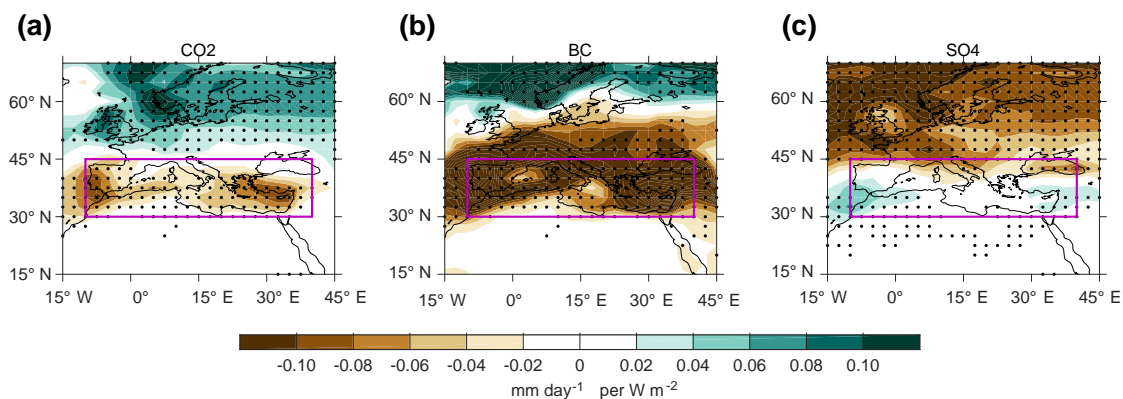 (a) (b) (c)
CO2 BC SO4
60° N 60° N 60° N
45° N 45° N 45° N
30° N 30° N 30° N
15° N 15° N 15° N
15° W 0° 15° E 30° E 45° E 15° W 0° 15° E 30° E 45° E 15° W 0° 15° E 30° E 45° E
-0.10 -0.08 -0.06 -0.04 -0.02 0 0.02 0.04 0.06 0.08 0.10
mm day-1 per W m-2